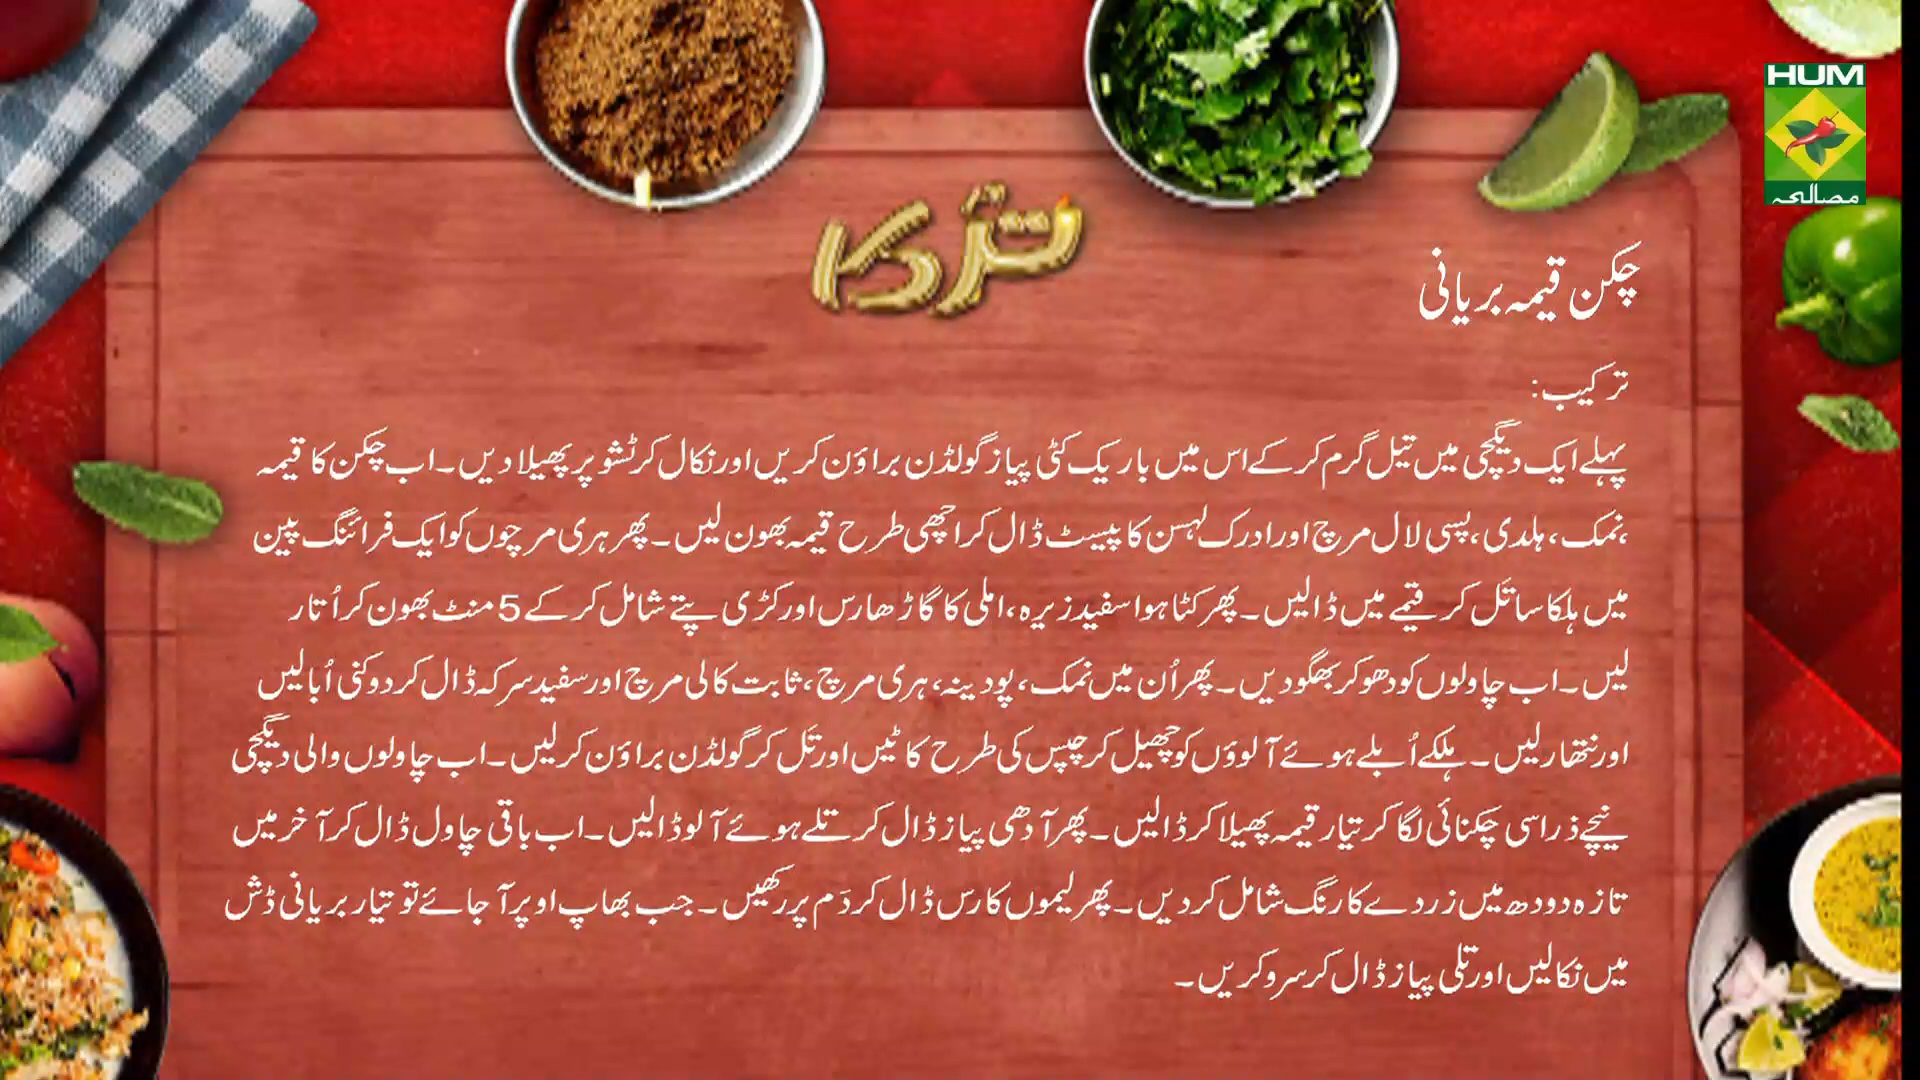 HUM
مصالحہ
تڑکا
چکن قیمہ بریانی
ترکیب:
پہلے ایک دیگچی میں تیل گرم کر کے اس میں باریک کٹی پیاز گولڈن براؤن کریں اور نکال کر ٹشو پر پھیلا دیں۔ اب چکن کا قیمہ
،نمک، ہلدی، پسی لال مرچ اور ادرک لہسن کا پیسٹ ڈال کر اچھی طرح قیمہ بھون لیں۔ پھر ہری مرچوں کو ایک فرائنگ پین
میں ہلکا سا تَل کر قیمے میں ڈالیں۔ پھر کٹا ہوا سفید زیرہ، املی کا گاڑھا رس اور کڑی پتے شامل کر کے 5 منٹ بھون کر اُتار
لیں۔ اب چاولوں کو دھو کر بھگو دیں۔ پھر اُن میں نمک، پودینہ، ہری مرچ، ثابت کالی مرچ اور سفید سرکہ ڈال کر دو کنی اُبالیں
اور نتھار لیں۔ ہلکے اُبلے ہوئے آلوؤں کو چھیل کر چپس کی طرح کاٹیں اور تَل کر گولڈن براؤن کر لیں۔ اب چاولوں والی دیگچی
نیچے ذرا سی چکنائی لگا کر تیار قیمہ پھیلا کر ڈالیں۔ پھر آدھی پیاز ڈال کر تلے ہوئے آلو ڈالیں۔ اب باقی چاول ڈال کر آخر میں
تازہ دودھ میں زردے کا رنگ شامل کر دیں۔ پھر لیموں کا رس ڈال کر دَم پر رکھیں۔ جب بھاپ اوپر آ جائے تو تیار بریانی ڈش
میں نکالیں اور تلی پیاز ڈال کر سرو کریں۔